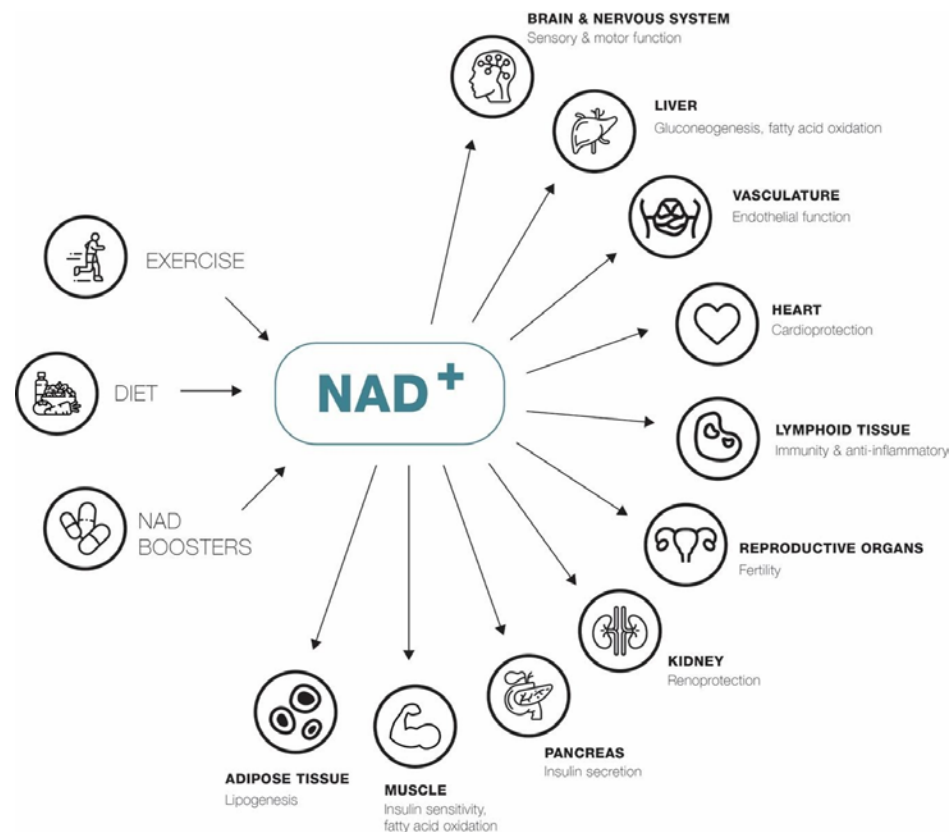 BRAIN & NERVOUS SYSTEM
Sensory & motor function
LIVER
Gluconeogenesis, fatty acid oxidation
VASCULATURE
Endothelial function
EXERCISE
HEART
Cardioprotection
DIET
NAD+
LYMPHOID TISSUE
Immunity & anti-inflammatory
NAD
BOOSTERS
REPRODUCTIVE ORGANS
Fertility
KIDNEY
Renoprotection
PANCREAS
Insulin secretion
MUSCLE
Insulin sensitivity,
fatty acid oxidation
ADIPOSE TISSUE
Lipogenesis